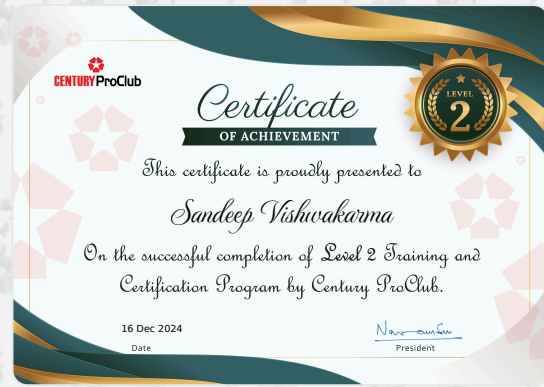 CENTURY ProClub
LEVEL
2
Certificate
OF ACHIEVEMENT
This certificate is proudly presented to
Sandeep Vishwakarma
On the successful completion of Level 2 Training and
Certification Program by Century ProClub.
16 Dec 2024
Date
President